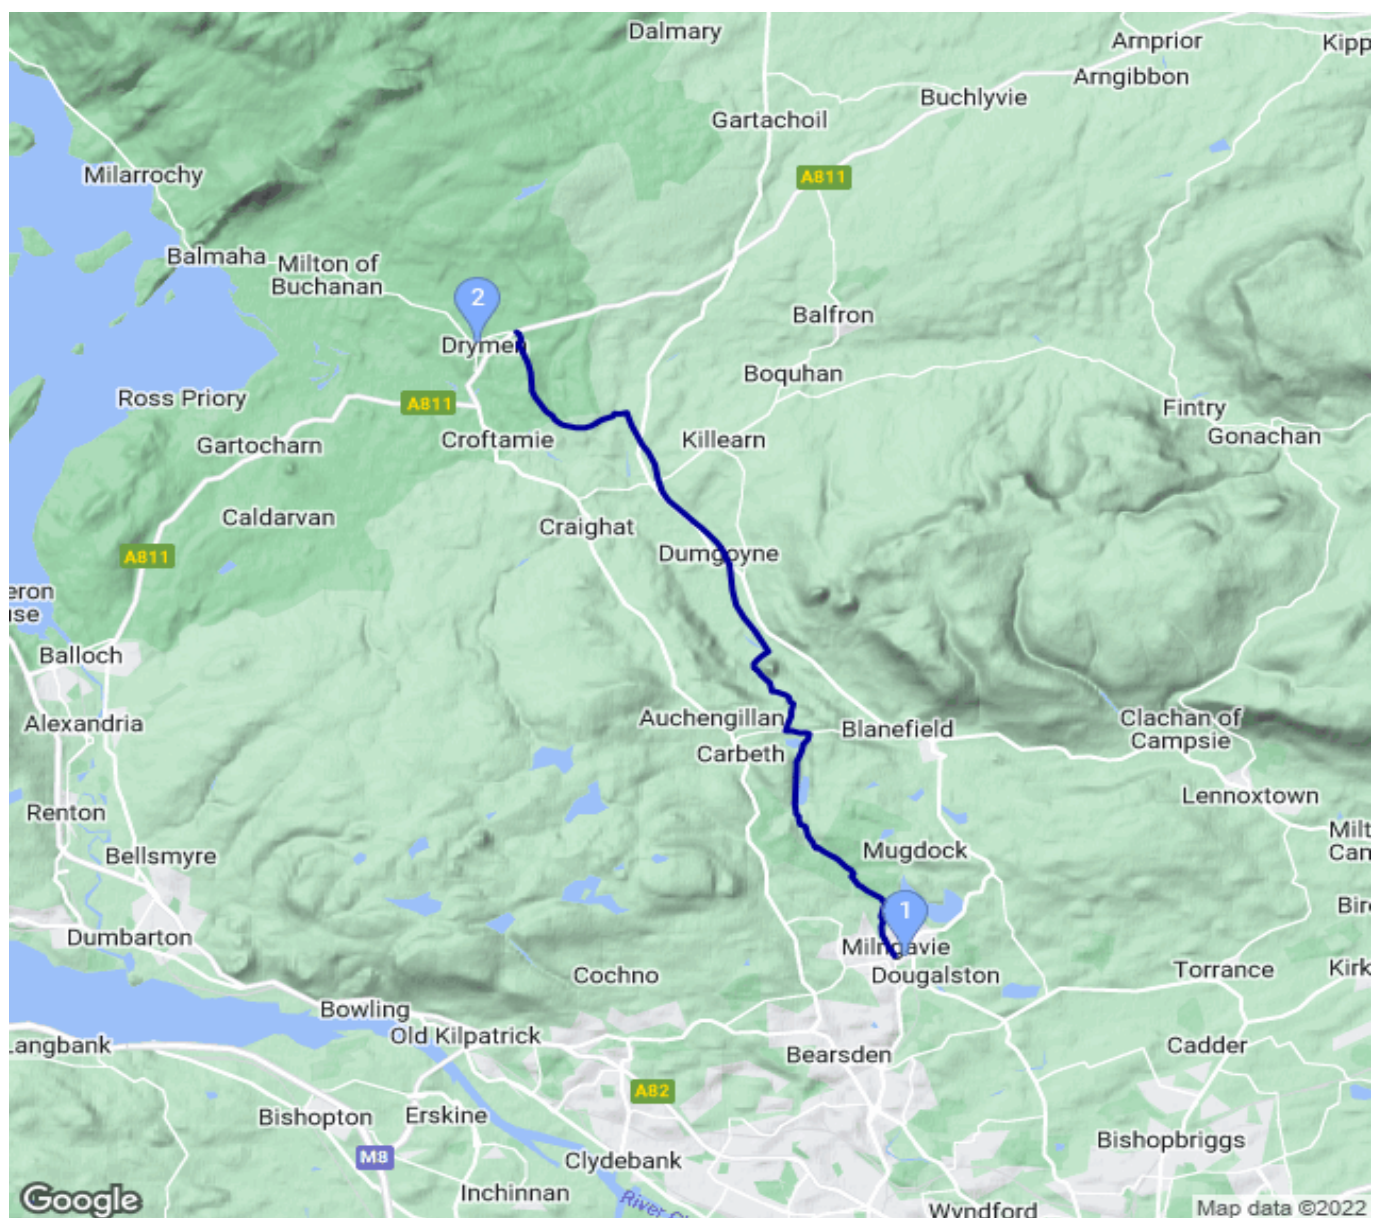 Dalmary
Arnprior
Kipp
Arngibbon
Buchlyvie
Gartachoil
Milarrochy
A811
Balmaha
Milton of
Buchanan
2
Balfron
Drymen
Boquhan
Ross Priory
A811
Fintry
Gartocharn
Croftamie
Killearn
Gonachan
Caldarvan
Craighat
A811
Dumgoyne
eron
use
Balloch
Alexandria
Auchengillan
Blanefield
Clachan of
Campsie
Carbeth
Renton
Lennoxtown
Milt
Can
Bellsmyre
Mugdock
1
Bir
Dumbarton
Milngavie
Cochno
Dougalston
Torrance
Kirk
Bowling
Old Kilpatrick
Langbank
Bearsden
Cadder
A82
Bishopton
Erskine
Bishopbriggs
M8
Clydebank
Inchinnan
River
Wyndford
Google
Map data ©2022